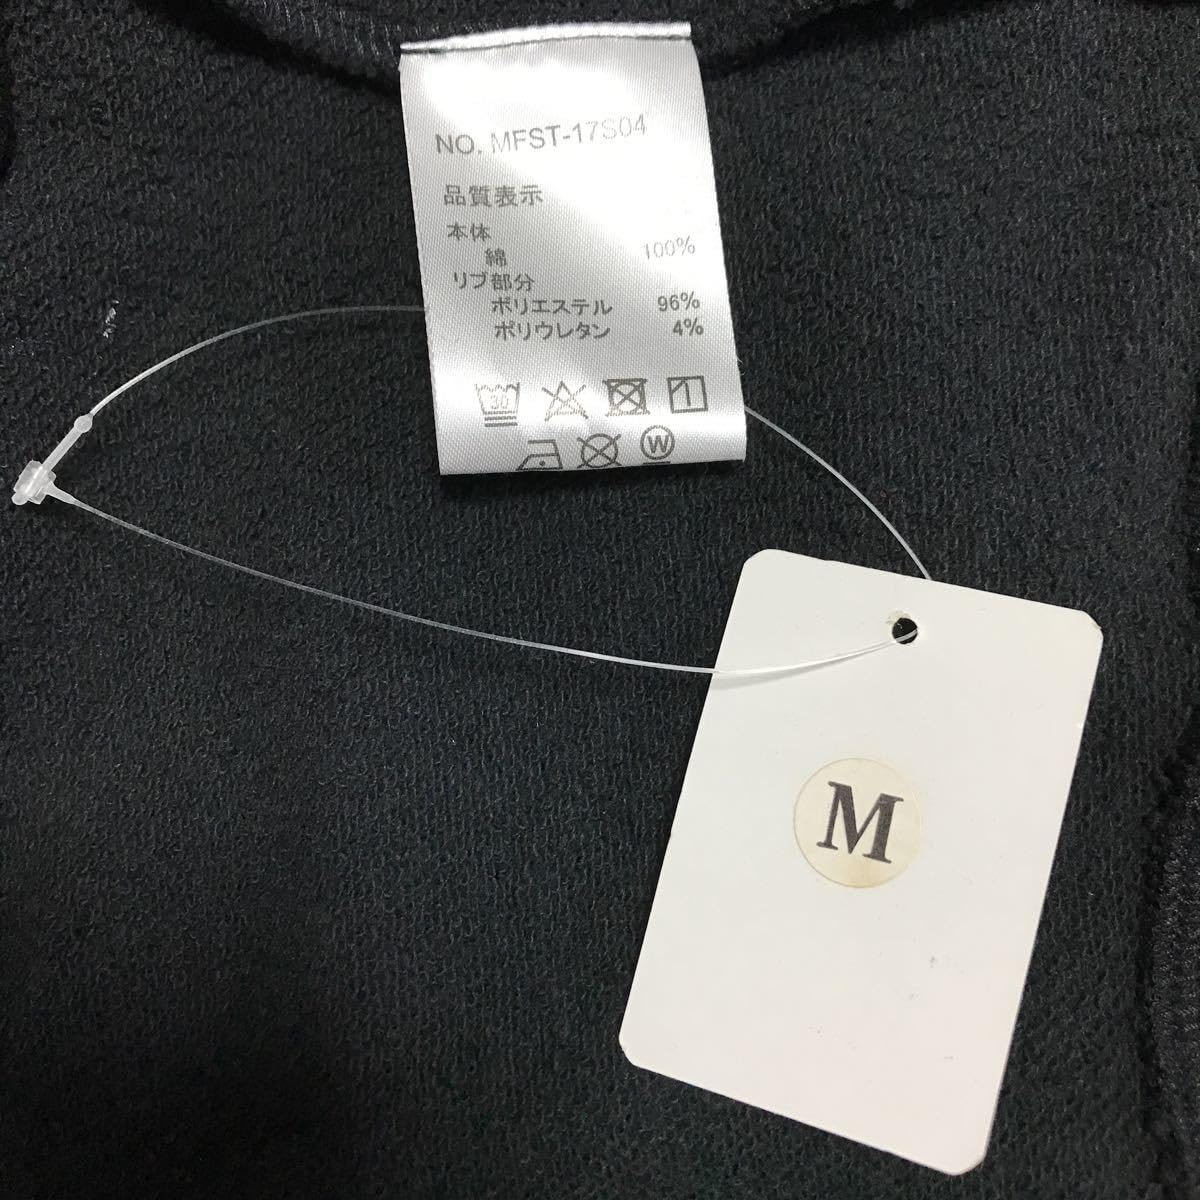 NO. MFST-17S04
品質表示
本体
綿 100%
リブ部分
ポリエステル 96%
ポリウレタン 4%
30
W
M